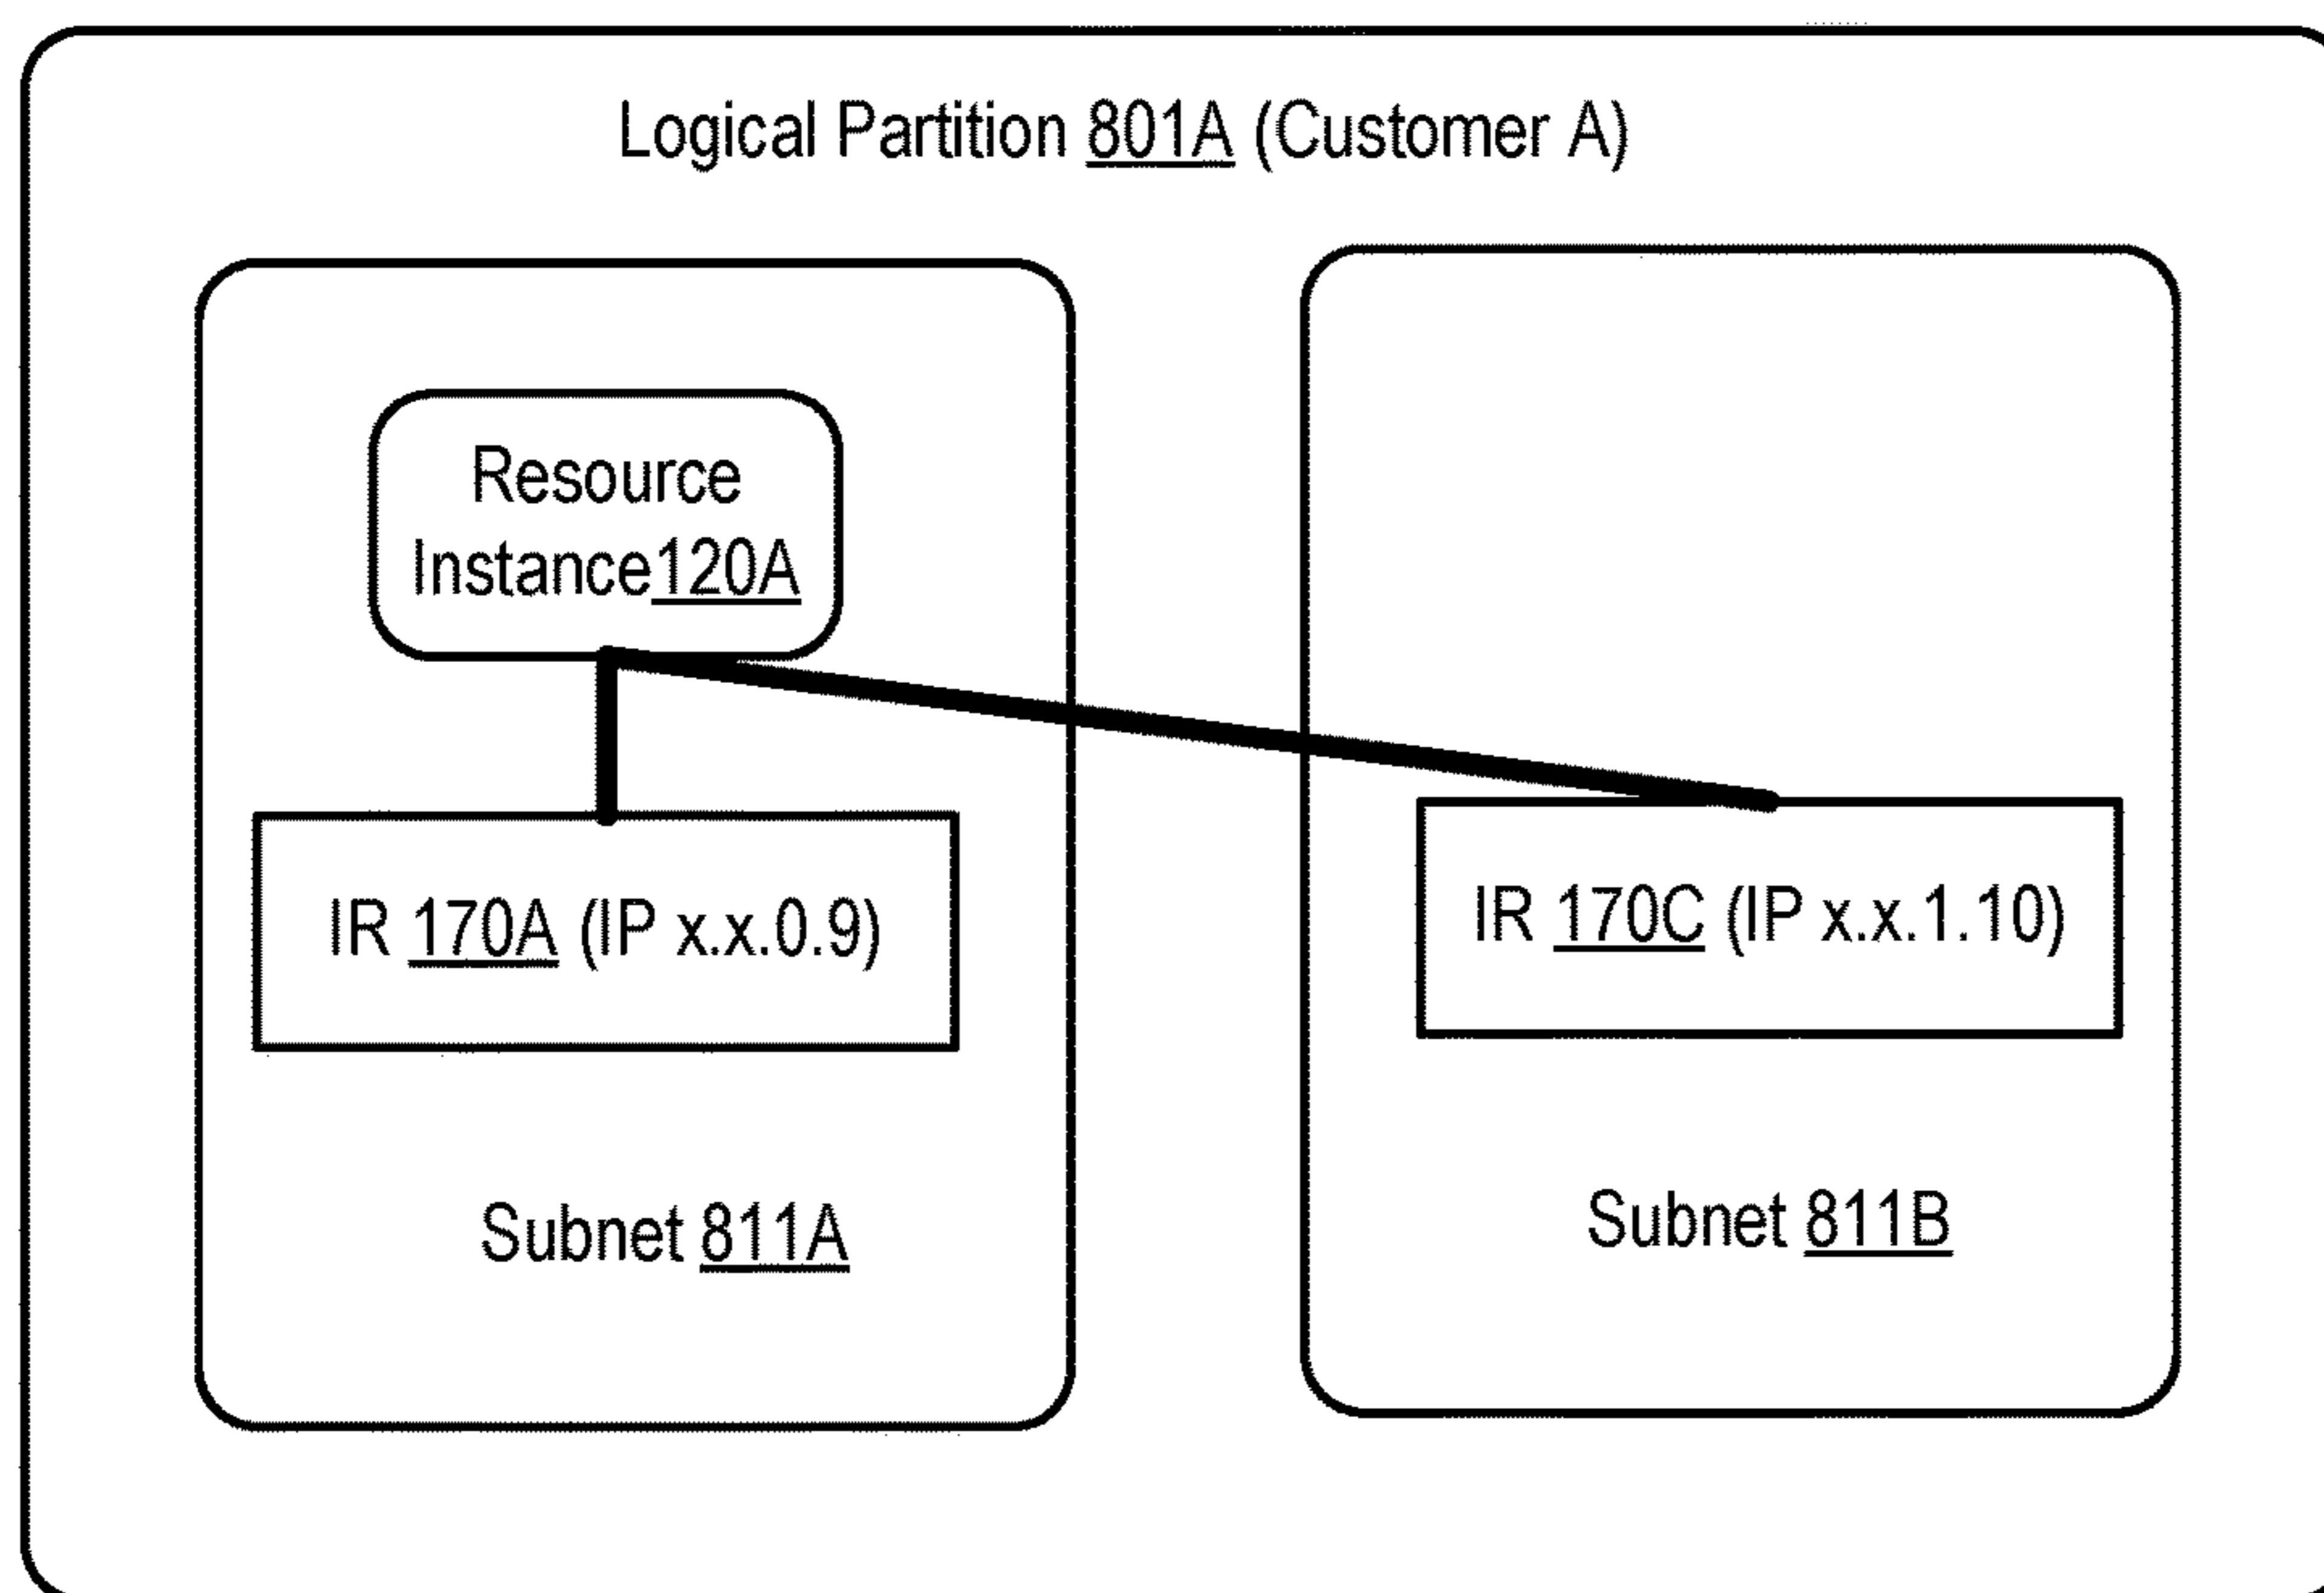 Logical Partition 801A (Customer A)
Resource
Instance120A
IR 170A (IP x.x.0.9)
Subnet 811A
IR 170C (IP x.x.1.10)
Subnet 811B